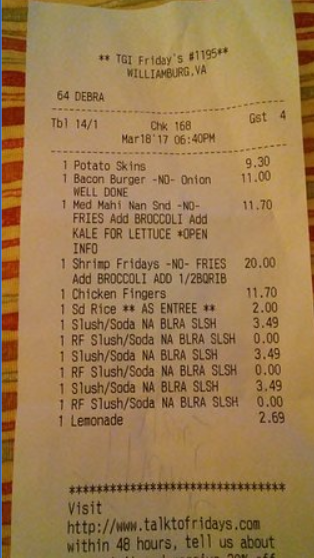 ** TGI Friday's #1195**
WILLIAMBURG,VA
64 DEBRA
Tbl 14/1 Chk 168 Gst 4
Mar18'17 06:40PM
1 Potato Skins 9.30
1 Bacon Burger -NO- Onion 11.00
WELL DONE
1 Med Mahi Nan Snd -NO- 11.70
FRIES Add BROCCOLI Add
KALE FOR LETTUCE *OPEN
INFO
1 Shrimp Fridays -NO- FRIES 20.00
Add BROCCOLI ADD 1/2BQRIB
1 Chicken Fingers 11.70
1 Sd Rice ** AS ENTREE ** 2.00
1 Slush/Soda NA BLRA SLSH 3.49
1 RF Slush/Soda NA BLRA SLSH 0.00
1 Slush/Soda NA BLRA SLSH 3.49
1 RF Slush/Soda NA BLRA SLSH 0.00
1 Slush/Soda NA BLRA SLSH 3.49
1 RF Slush/Soda NA BLRA SLSH 0.00
1 Lemonade 2.69
******************************
Visit
http://www.talktofridays.com
within 48 hours, tell us about